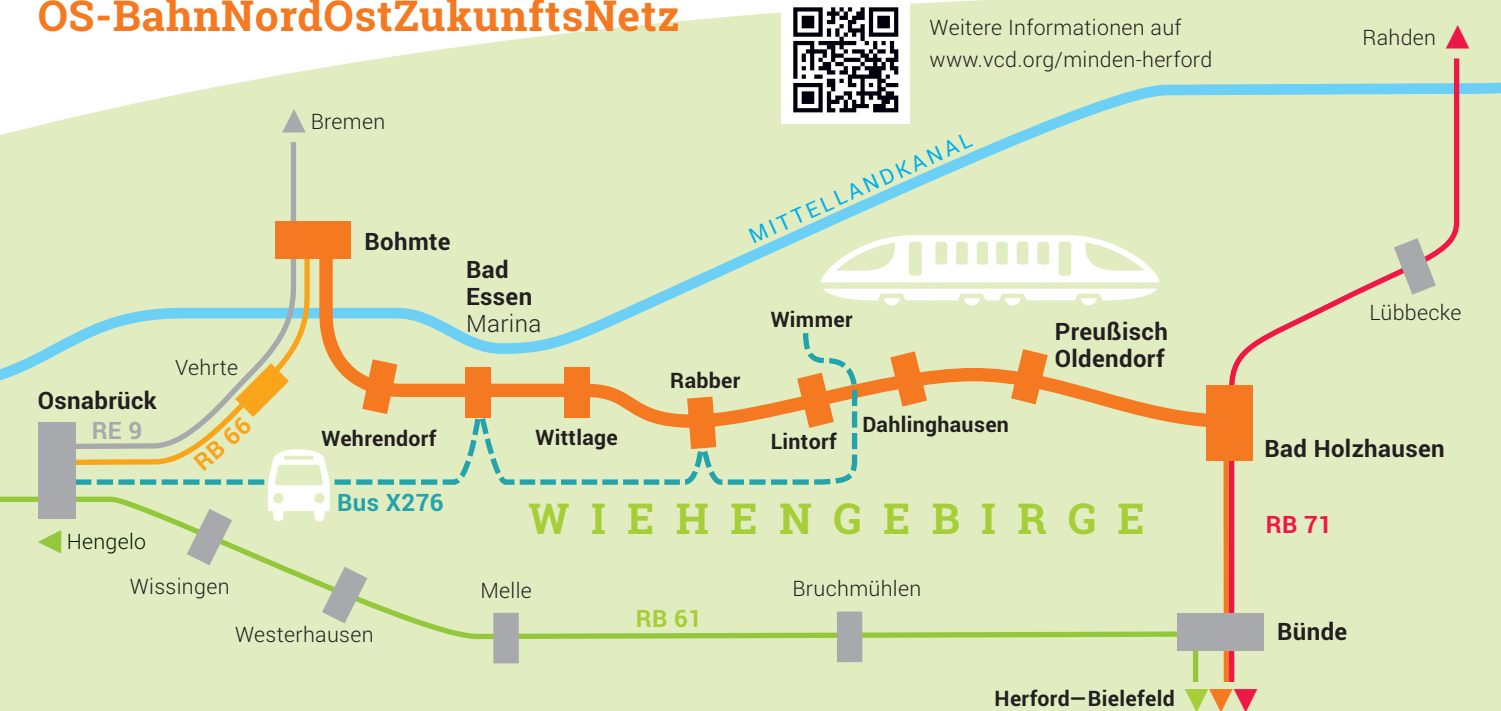 OS-BahnNordOstZukunftsNetz
Weitere Informationen auf
www.vcd.org/minden-herford
Rahden
Bremen
MITTELLANDKANAL
Bohmte
Bad
Essen
Marina
Wimmer
Preußisch
Oldendorf
Lübbecke
Vehrte
Rabber
Osnabrück
RE 9
RB 66
Wehrendorf
Wittlage
Lintorf
Dahlinghausen
Bad Holzhausen
Bus X276
WIEHENGEBIRGE
RB 71
Hengelo
Wissingen
Melle
Bruchmühlen
RB 61
Westerhausen
Bünde
Herford—Bielefeld